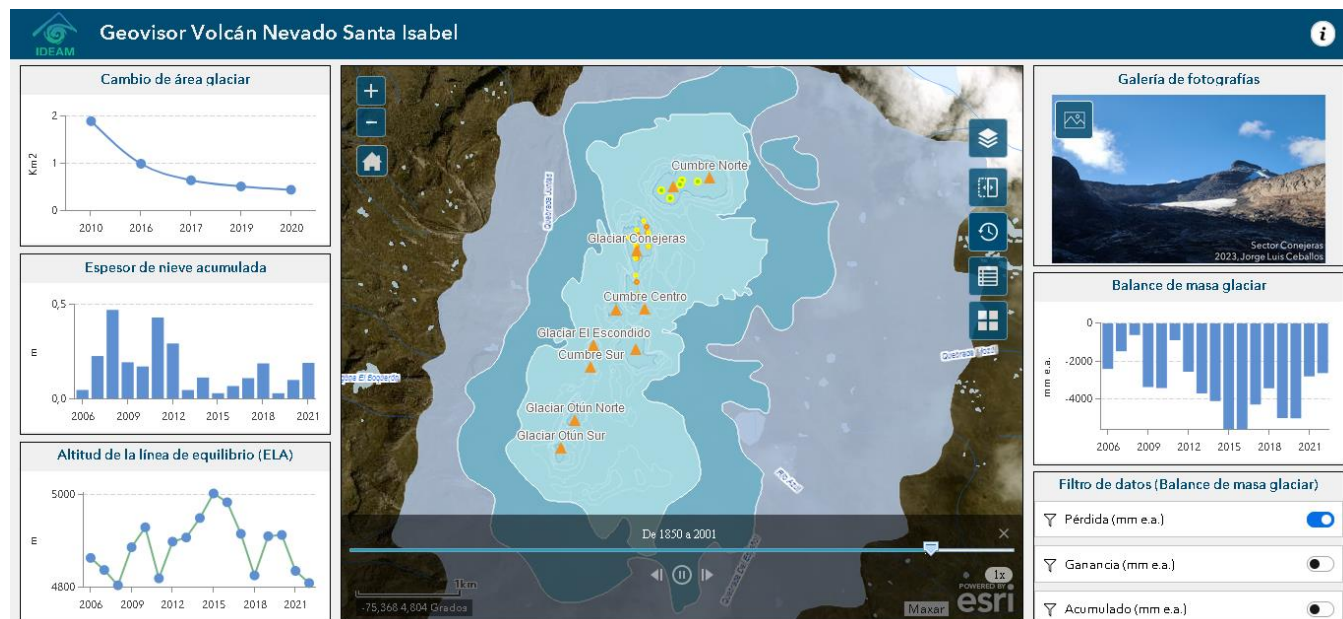 IDEAM
Geovisor Volcán Nevado Santa Isabel
i
Cambio de área glaciar
2
1
0
Km2
2010 2016 2017 2019 2020
Espesor de nieve acumulada
0,5
0,0
m
2006 2009 2012 2015 2018 2021
Altitud de la línea de equilibrio (ELA)
5000
4800
m
2006 2009 2012 2015 2018 2021
+
−
Cumbre Norte
Glaciar Conejeras
Cumbre Centro
Glaciar El Escondido
Cumbre Sur
Glaciar Otún Norte
Glaciar Otún Sur
Río Azul
De 1850 a 2001
1x
1km
-75,368 4,804 Grados
Maxar
POWERED BY
esri
Galería de fotografías
Sector Conejeras
2023, Jorge Luis Ceballos
Balance de masa glaciar
0
-2000
-4000
mm e.a.
2006 2009 2012 2015 2018 2021
Filtro de datos (Balance de masa glaciar)
Pérdida (mm e.a.)
Ganancia (mm e.a.)
Acumulado (mm e.a.)